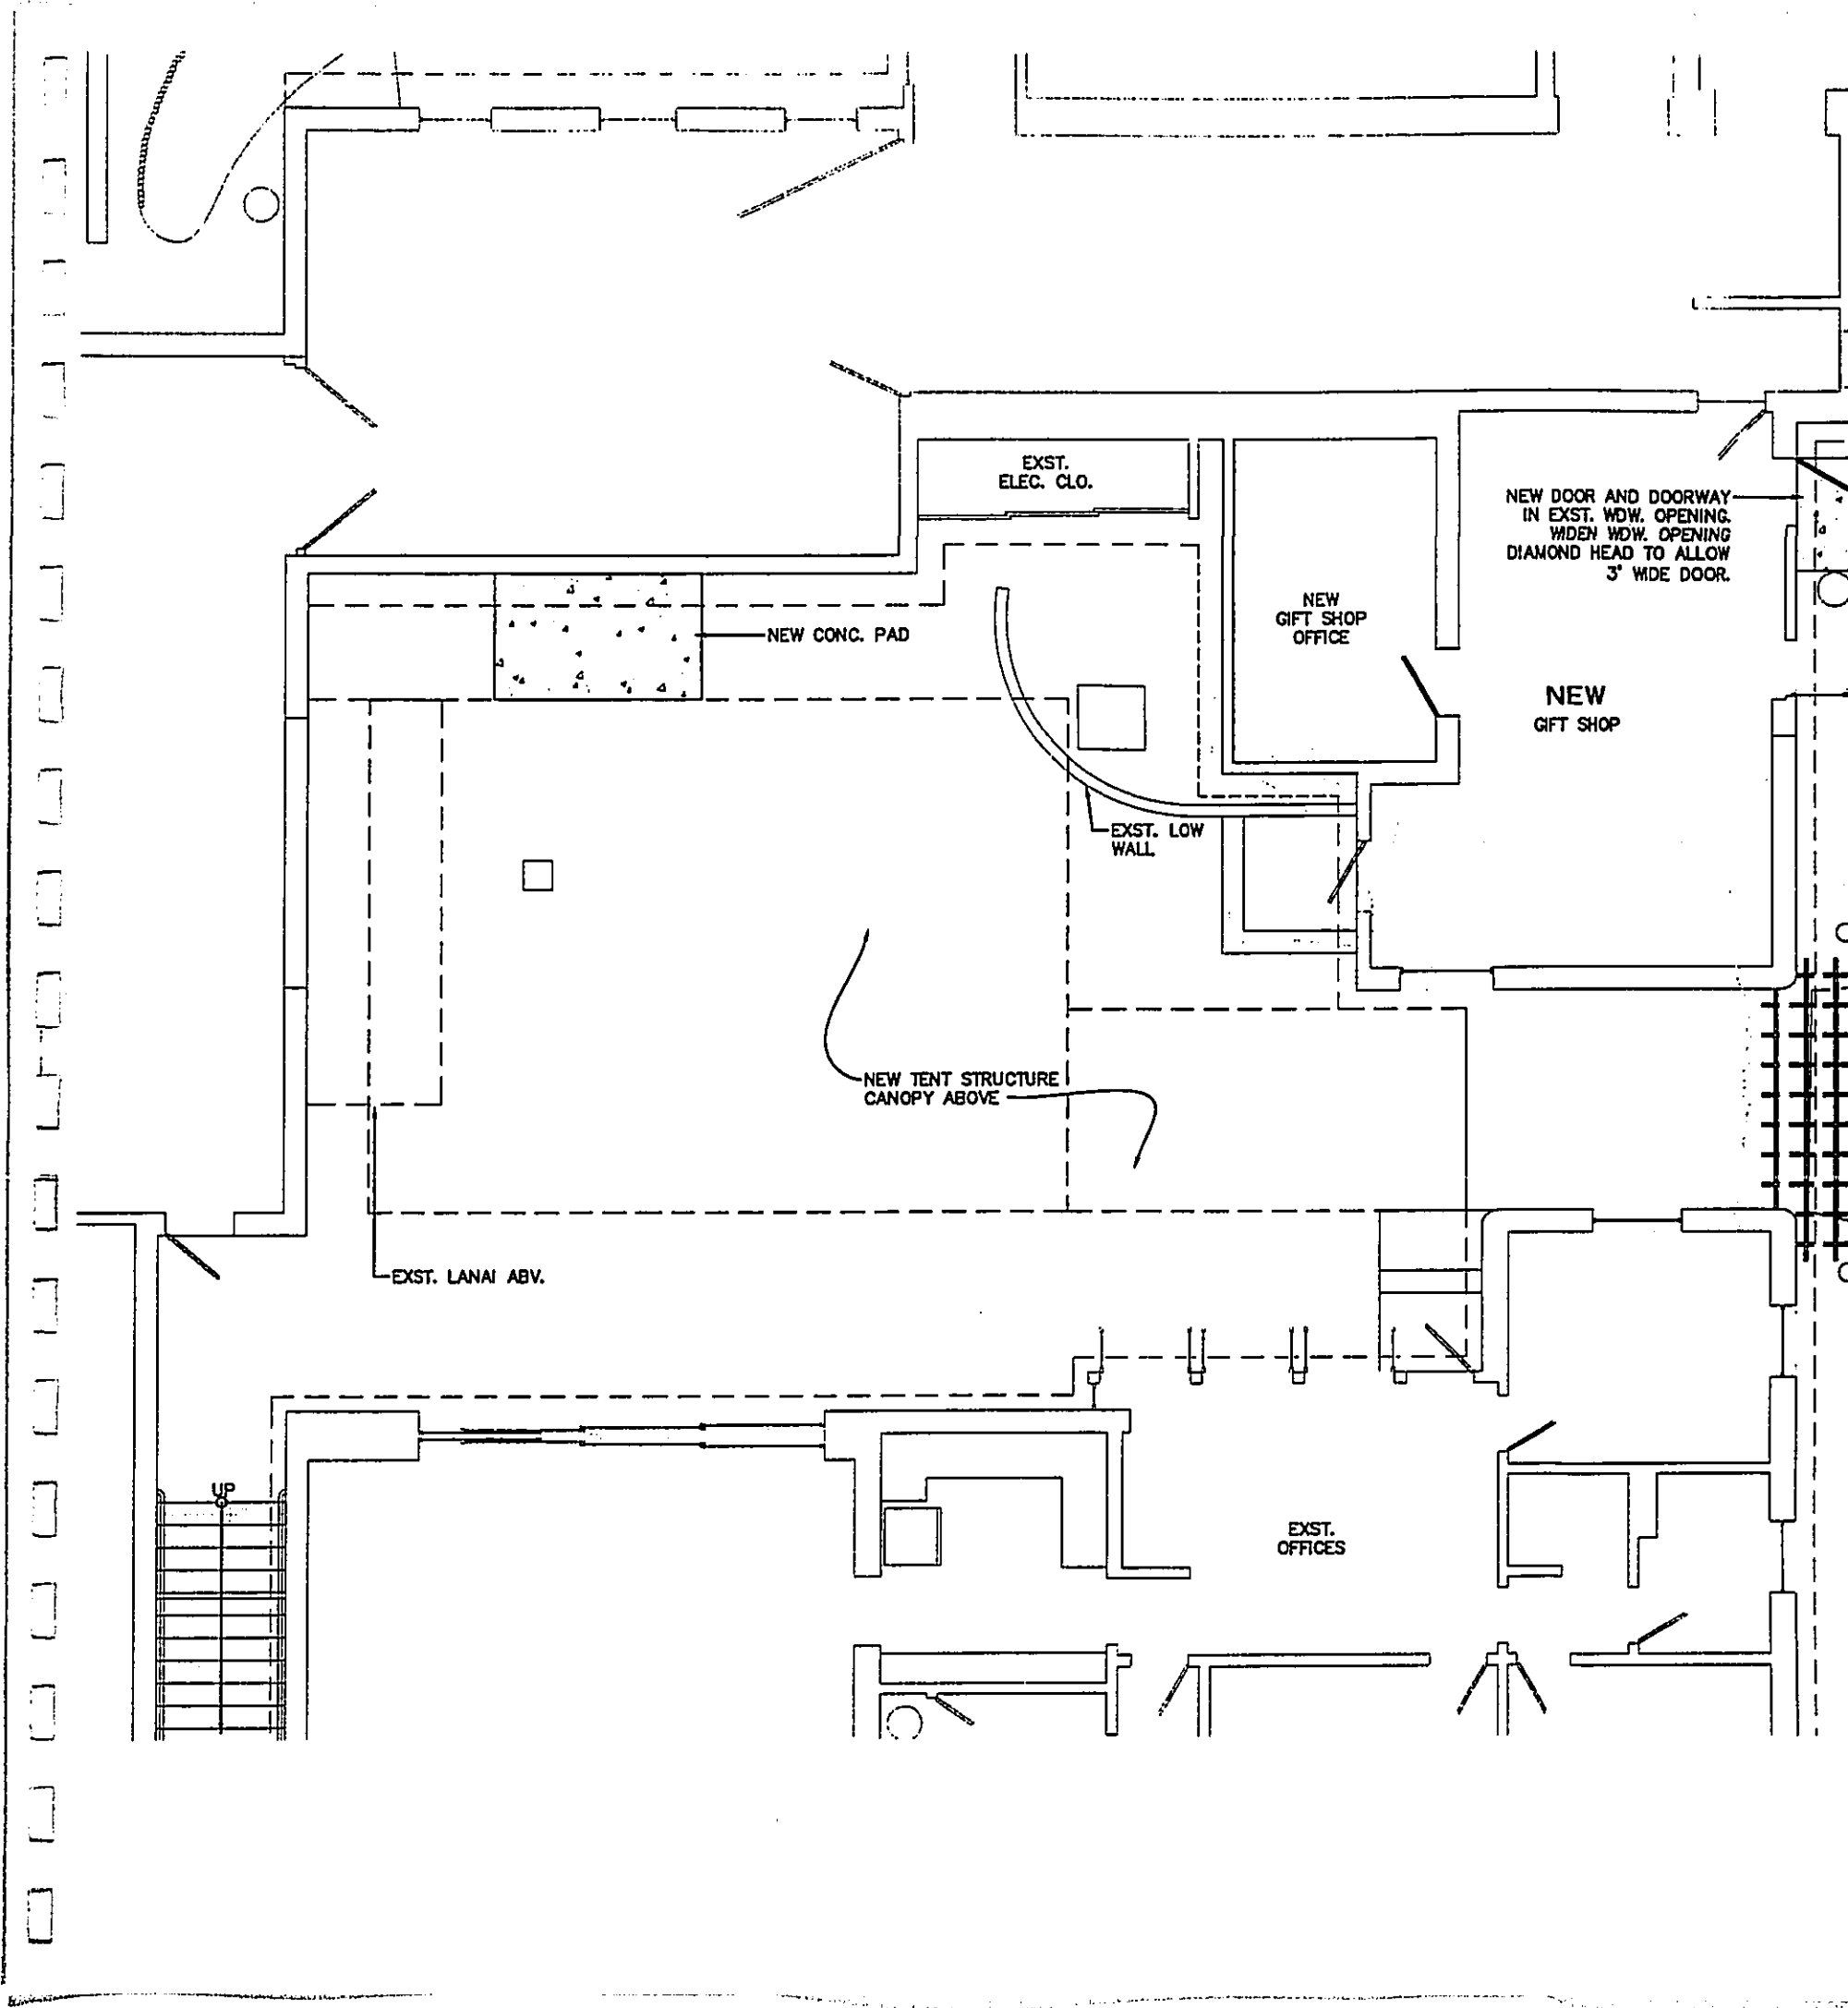 EXST.
ELEC. CLO.
NEW DOOR AND DOORWAY
IN EXST. WDW. OPENING.
WIDEN WDW. OPENING
DIAMOND HEAD TO ALLOW
3' WIDE DOOR.
NEW
GIFT SHOP
OFFICE
NEW CONC. PAD
NEW
GIFT SHOP
EXST. LOW
WALL
NEW TENT STRUCTURE
CANOPY ABOVE
EXST. LANAI ABV.
UP
EXST.
OFFICES